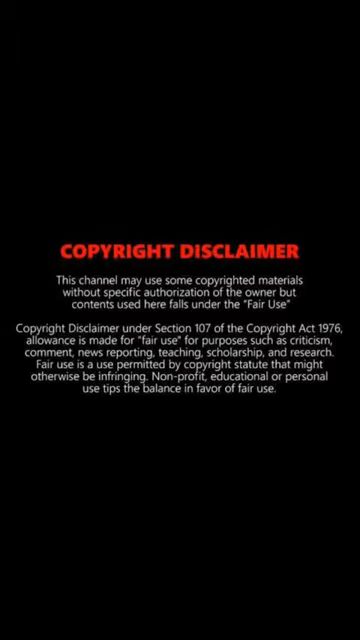 COPYRIGHT DISCLAIMER
This channel may use some copyrighted materials
without specific authorization of the owner but
contents used here falls under the "Fair Use"
Copyright Disclaimer under Section 107 of the Copyright Act 1976,
allowance is made for "fair use" for purposes such as criticism,
comment, news reporting, teaching, scholarship, and research.
Fair use is a use permitted by copyright statute that might
otherwise be infringing. Non-profit, educational or personal
use tips the balance in favor of fair use.